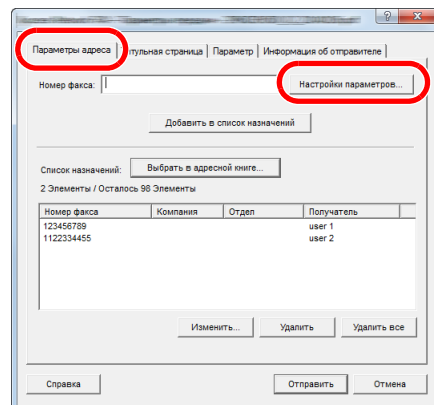 Параметры адреса тульная страница Параметр Информация об отправителе
Номер факса: Настройки параметров...
Добавить в список назначений
Список назначений: Выбрать в адресной книге...
2 Элементы / Осталось 98 Элементы
Номер факса Компания Отдел Получатель
123456789 user 1
1122334455 user 2
Изменить... Удалить Удалить все
Справка Отправить Отмена